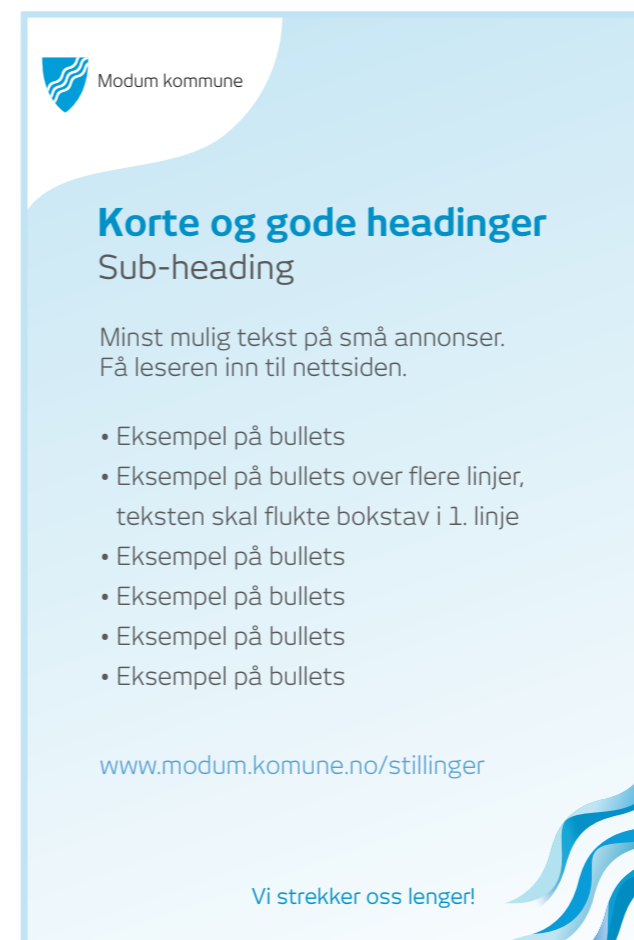 Modum kommune
Korte og gode headinger
Sub-heading
Minst mulig tekst på små annonser.
Få leseren inn til nettsiden.
• Eksempel på bullets
• Eksempel på bullets over flere linjer,
teksten skal flukte bokstav i 1. linje
• Eksempel på bullets
• Eksempel på bullets
• Eksempel på bullets
• Eksempel på bullets
www.modum.komune.no/stillinger
Vi strekker oss lenger!